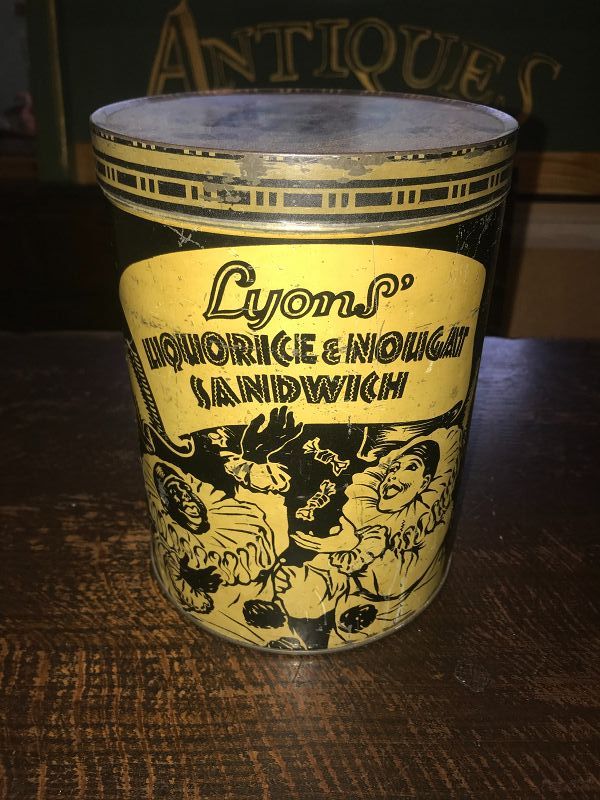 ANTIQUES
Lyons'
LIQUORICE & NOUGAT
SANDWICH